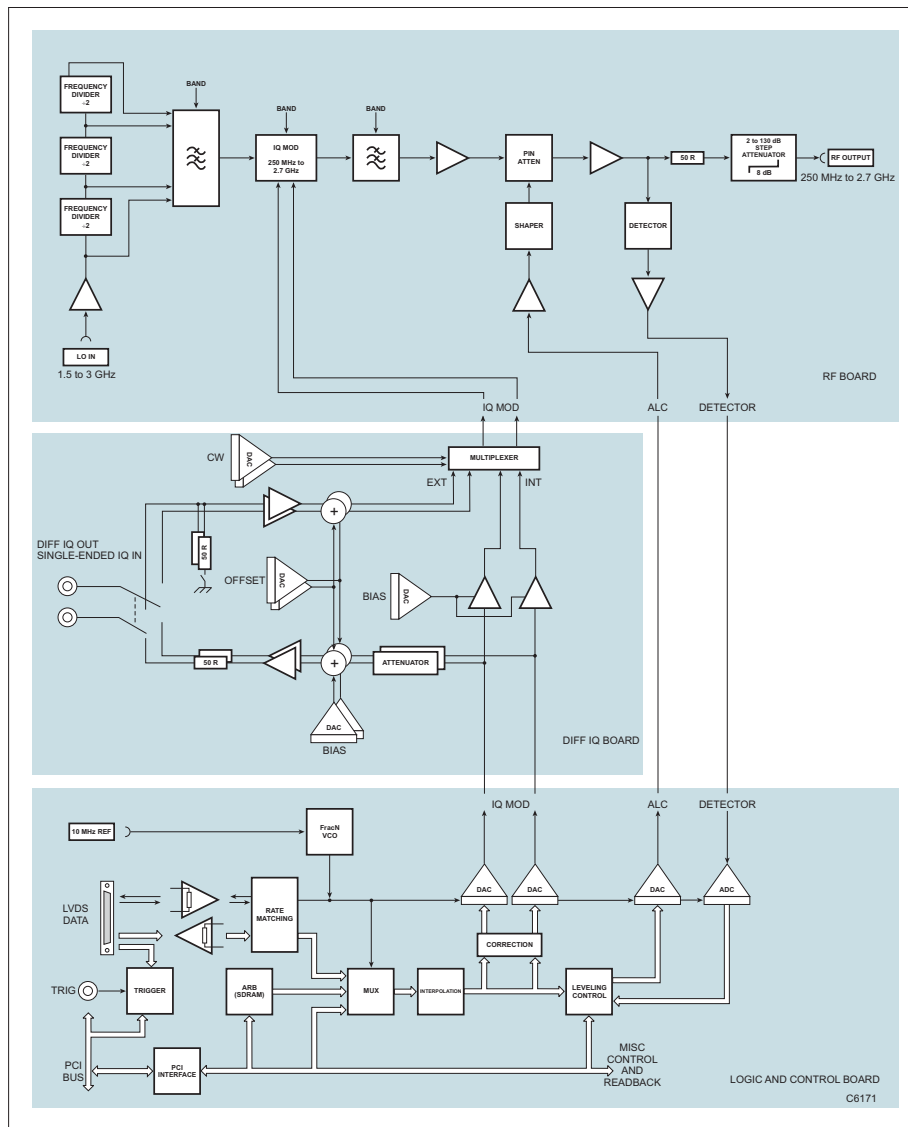 FREQUENCY
DIVIDER
÷2
FREQUENCY
DIVIDER
÷2
FREQUENCY
DIVIDER
÷2
LO IN
1.5 to 3 GHz
BAND
BAND
IQ MOD
250 MHz to
2.7 GHz
BAND
PIN
ATTEN
SHAPER
50 R
DETECTOR
2 to 130 dB
STEP
ATTENUATOR
8 dB
RF OUTPUT
250 MHz to 2.7 GHz
RF BOARD
IQ MOD
ALC
DETECTOR
CW
DAC
MULTIPLEXER
EXT
INT
DIFF IQ OUT
SINGLE-ENDED IQ IN
50 R
+
OFFSET
DAC
BIAS
DAC
50 R
+
ATTENUATOR
DAC
BIAS
DIFF IQ BOARD
IQ MOD
ALC
DETECTOR
10 MHz REF
FracN
VCO
LVDS
DATA
RATE
MATCHING
DAC
DAC
DAC
ADC
CORRECTION
TRIG
TRIGGER
ARB
(SDRAM)
MUX
INTERPOLATION
LEVELING
CONTROL
PCI
BUS
PCI
INTERFACE
MISC
CONTROL
AND
READBACK
LOGIC AND CONTROL BOARD
C6171